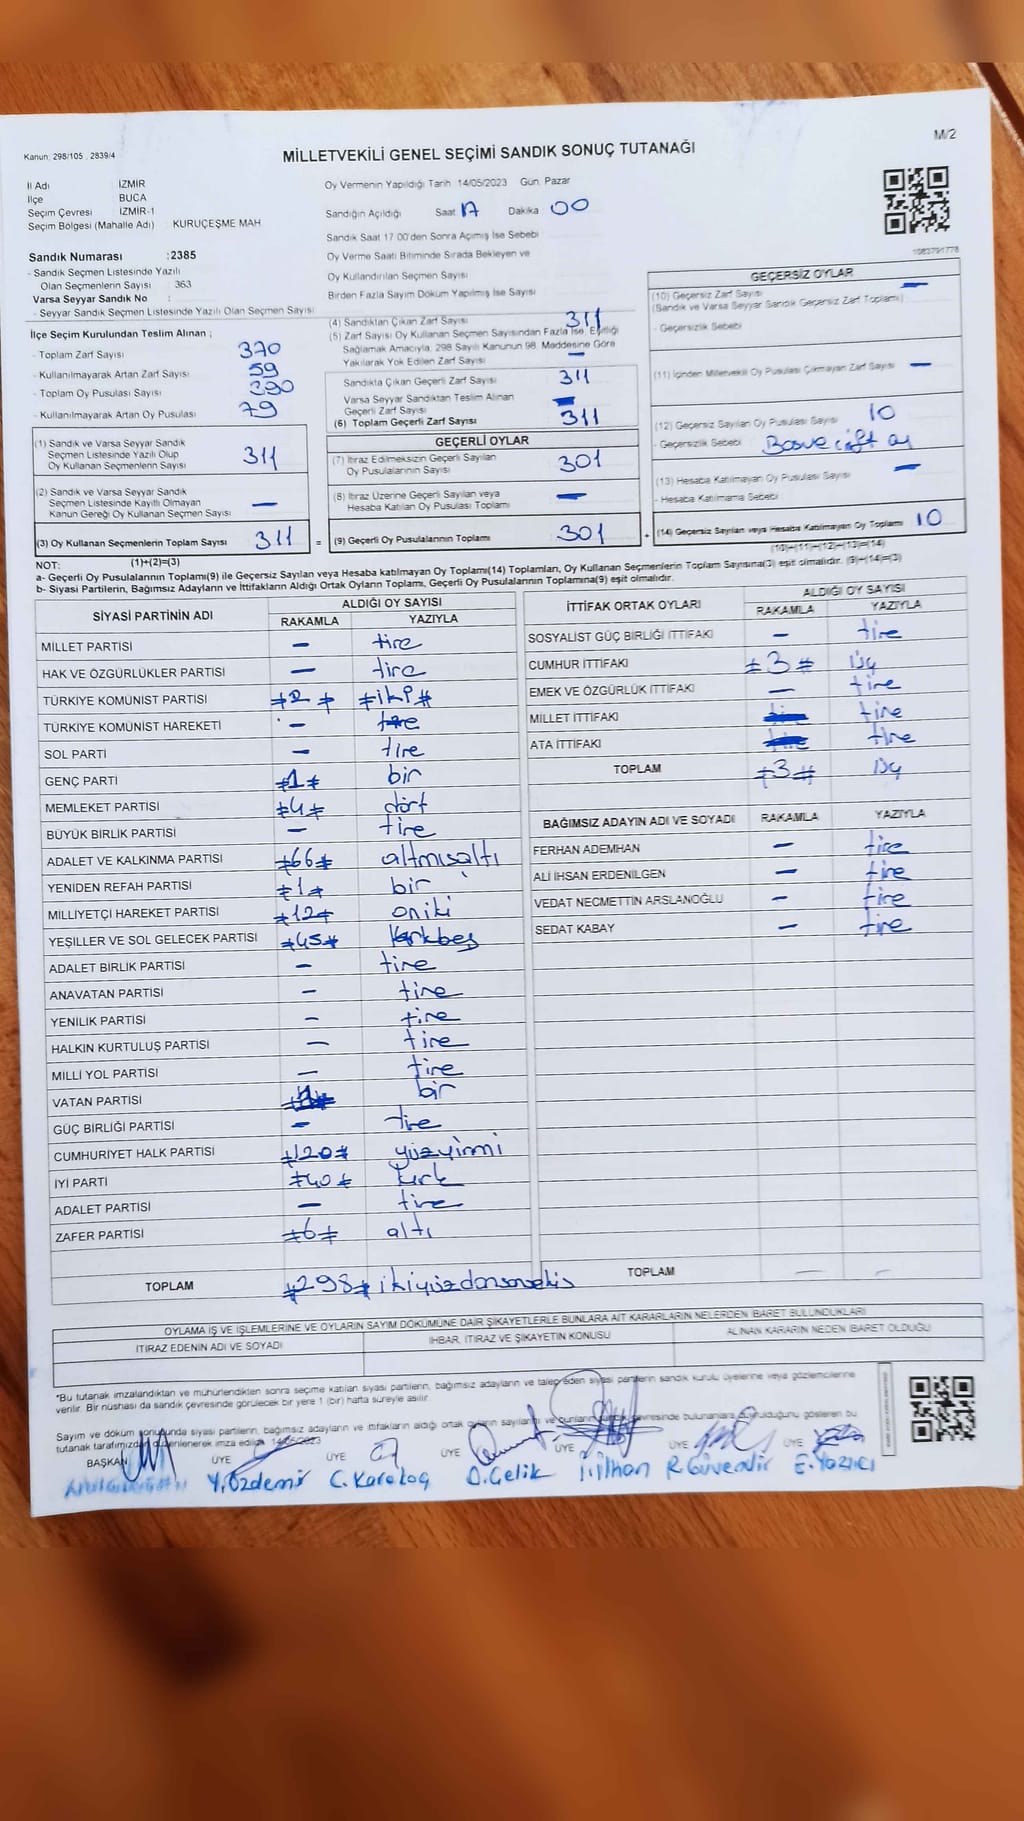 M/2
Kanun: 298/105 , 2839/4
MİLLETVEKİLİ GENEL SEÇİMİ SANDIK SONUÇ TUTANAĞI
İl Adı İZMİR
İlçe BUCA
Seçim Çevresi İZMİR-1
Seçim Bölgesi (Mahalle Adı) KURUÇEŞME MAH
Sandık Numarası :2385
- Sandık Seçmen Listesinde Yazılı
Olan Seçmenlerin Sayısı : 363
Varsa Seyyar Sandık No :
- Seyyar Sandık Seçmen Listesinde Yazılı Olan Seçmen Sayısı
Oy Vermenin Yapıldığı Tarih 14/05/2023 Gün. Pazar
Sandığın Açıldığı Saat 17 Dakika 00
Sandık Saat 17.00'den Sonra Açılmış İse Sebebi
Oy Verme Saati Bitiminde Sırada Bekleyen ve
Oy Kullandırılan Seçmen Sayısı
Birden Fazla Sayım Döküm Yapılmış İse Sayısı
1083791778
İlçe Seçim Kurulundan Teslim Alınan ;
- Toplam Zarf Sayısı 370
- Kullanılmayarak Artan Zarf Sayısı 59
- Toplam Oy Pusulası Sayısı 390
- Kullanılmayarak Artan Oy Pusulası 79
(1) Sandık ve Varsa Seyyar Sandık
Seçmen Listesinde Yazılı Olup
Oy Kullanan Seçmenlerin Sayısı 311
(2) Sandık ve Varsa Seyyar Sandık
Seçmen Listesinde Kayıtlı Olmayan
Kanun Gereği Oy Kullanan Seçmen Sayısı —
(3) Oy Kullanan Seçmenlerin Toplam Sayısı 311 =
(1)+(2)=(3)
(4) Sandıktan Çıkan Zarf Sayısı 311
(5) Zarf Sayısı Oy Kullanan Seçmen Sayısından Fazla İse, Eşitliği
Sağlamak Amacıyla, 298 Sayılı Kanunun 98. Maddesine Göre
Yakılarak Yok Edilen Zarf Sayısı —
Sandıkta Çıkan Geçerli Zarf Sayısı 311
Varsa Seyyar Sandıktan Teslim Alınan
Geçerli Zarf Sayısı —
(6) Toplam Geçerli Zarf Sayısı 311
GEÇERLİ OYLAR
(7) İtiraz Edilmeksizin Geçerli Sayılan
Oy Pusulalarının Sayısı 301
(8) İtiraz Üzerine Geçerli Sayılan veya
Hesaba Katılan Oy Pusulası Toplamı —
(9) Geçerli Oy Pusulalarının Toplamı 301 +
GEÇERSİZ OYLAR
(10) Geçersiz Zarf Sayısı —
(Sandık ve Varsa Seyyar Sandık Geçersiz Zarf Toplamı)
- Geçersizlik Sebebi
(11) İçinden Milletvekili Oy Pusulası Çıkmayan Zarf Sayısı —
(12) Geçersiz Sayılan Oy Pusulası Sayısı 10
- Geçersizlik Sebebi Bosve çift oy
(13) Hesaba Katılmayan Oy Pusulası Sayısı —
- Hesaba Katılmama Sebebi
(14) Geçersiz Sayılan veya Hesaba Katılmayan Oy Toplamı 10
(10)+(11)+(12)+(13)=(14)
NOT:
a- Geçerli Oy Pusulaları Toplamı(9) ile Geçersiz Sayılan veya Hesaba katılmayan Oy Toplamı(14) Toplamları, Oy Kullanan Seçmenlerin Toplam Sayısına(3) eşit olmalıdır. (9)+(14)=(3)
b- Siyasi Partilerin, Bağımsız Adayların ve İttifakların Aldığı Ortak Oyların Toplamı, Geçerli Oy Pusulalarının Toplamına(9) eşit olmalıdır.
SİYASİ PARTİNİN ADI ALDIĞI OY SAYISI
RAKAMLA YAZIYLA
MİLLET PARTİSİ — tire
HAK VE ÖZGÜRLÜKLER PARTİSİ — tire
TÜRKİYE KOMÜNİST PARTİSİ #2# #iki#
TÜRKİYE KOMÜNİST HAREKETİ — tire
SOL PARTİ — tire
GENÇ PARTİ #1# bir
MEMLEKET PARTİSİ #4# dört
BÜYÜK BİRLİK PARTİSİ — tire
ADALET VE KALKINMA PARTİSİ #66# altmışaltı
YENİDEN REFAH PARTİSİ #1# bir
MİLLİYETÇİ HAREKET PARTİSİ #12# oniki
YEŞİLLER VE SOL GELECEK PARTİSİ #45# kırkbeş
ADALET BİRLİK PARTİSİ — tire
ANAVATAN PARTİSİ — tire
YENİLİK PARTİSİ — tire
HALKIN KURTULUŞ PARTİSİ — tire
MİLLİ YOL PARTİSİ — tire
VATAN PARTİSİ #1# bir
GÜÇ BİRLİĞİ PARTİSİ — tire
CUMHURİYET HALK PARTİSİ #120# yüzyirmi
İYİ PARTİ #40# kırk
ADALET PARTİSİ — tire
ZAFER PARTİSİ #6# altı
TOPLAM #298# ikiyüzdoksansekiz
İTTİFAK ORTAK OYLARI ALDIĞI OY SAYISI
RAKAMLA YAZIYLA
SOSYALİST GÜÇ BİRLİĞİ İTTİFAKI — tire
CUMHUR İTTİFAKI #3# üç
EMEK VE ÖZGÜRLÜK İTTİFAKI — tire
MİLLET İTTİFAKI tire
ATA İTTİFAKI tire
TOPLAM #3# üç
BAĞIMSIZ ADAYIN ADI VE SOYADI RAKAMLA YAZIYLA
FERHAN ADEMHAN — tire
ALİ İHSAN ERDENİLGEN — tire
VEDAT NECMETTİN ARSLANOĞLU — tire
SEDAT KABAY — tire
TOPLAM — —
OYLAMA İŞ VE İŞLEMLERİNE VE OYLARIN SAYIM DÖKÜMÜNE DAİR ŞİKAYETLERLE BUNLARA AİT KARARLARIN NELERDEN İBARET BULUNDUKLARI
İTİRAZ EDENİN ADI VE SOYADI İHBAR, İTİRAZ VE ŞİKAYETİN KONUSU ALINAN KARARIN NEDEN İBARET OLDUĞU
*Bu tutanak imzalandıktan ve mühürlendikten sonra seçime katılan siyasi partilerin, bağımsız adayların ve talep eden siyasi partilerin sandık kurulu üyelerine veya gözlemcilerine
verilir. Bir nüshası da sandık çevresinde görülecek bir yere 1 (bir) hafta süreyle asılır.
Sayım ve döküm sonucunda siyasi partilerin, bağımsız adayların ve ittifakların aldığı ortak oyların sayılarını ve bunların sandık çevresinde bulunanlara duyurulduğunu gösteren bu
tutanak tarafımızdan düzenlenerek imza edildi. 14/05/2023
BAŞKAN ÜYE ÜYE ÜYE ÜYE ÜYE ÜYE
Y.Özdemir C.Karakoç Ö.Çelik İ.İlhan R.Güvendir E.Yazıcı